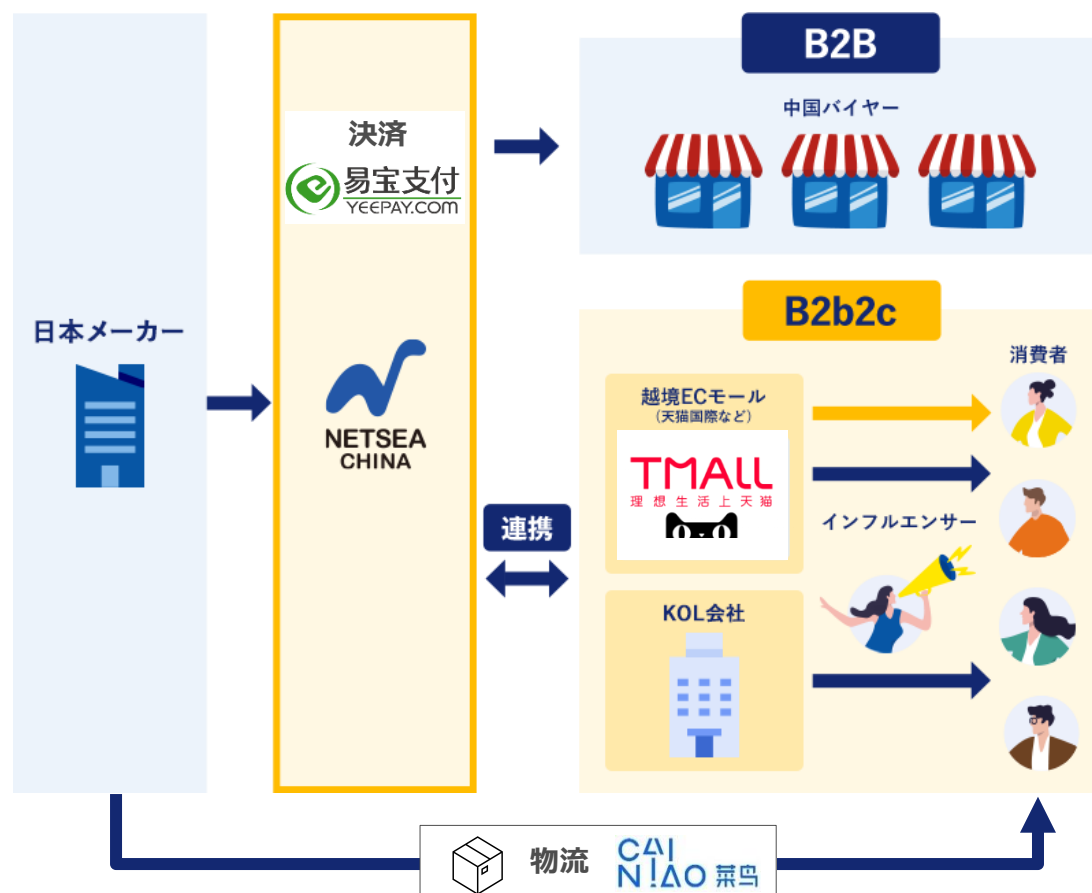 B2B
中国バイヤー
決済
易宝支付
YEEPAY.COM
日本メーカー
NETSEA
CHINA
連携
B2b2c
消費者
越境ECモール
(天猫国際など)
TMALL
理想生活上天猫
インフルエンサー
KOL会社
物流
CAI
NIAO 菜鸟